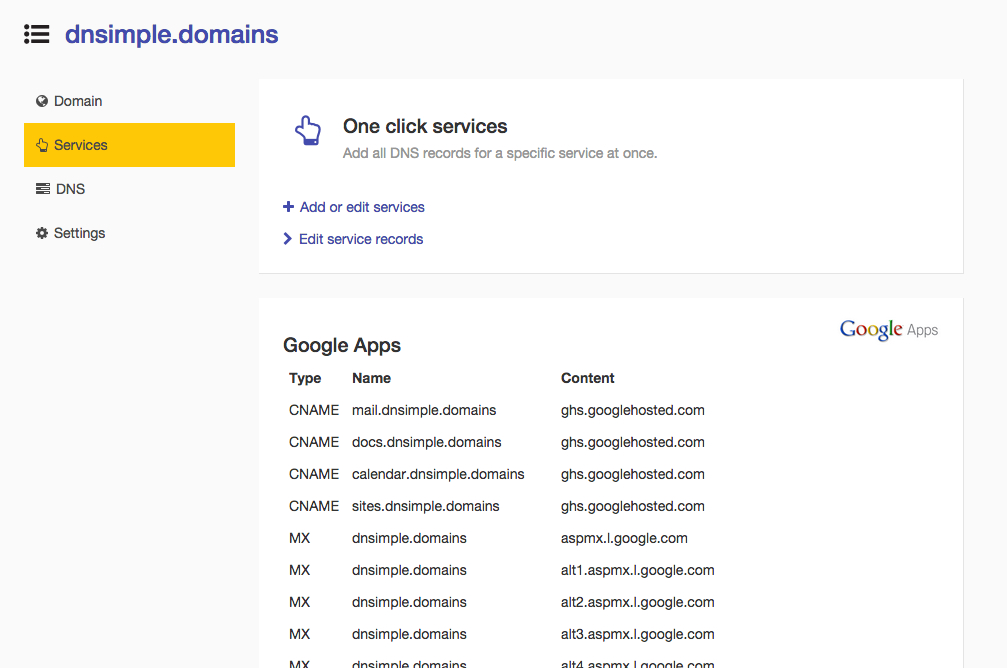 dnsimple.domains
Domain
Services
DNS
Settings
One click services
Add all DNS records for a specific service at once.
Add or edit services
Edit service records
Google Apps
Google Apps
Type Name Content
CNAME mail.dnsimple.domains ghs.googlehosted.com
CNAME docs.dnsimple.domains ghs.googlehosted.com
CNAME calendar.dnsimple.domains ghs.googlehosted.com
CNAME sites.dnsimple.domains ghs.googlehosted.com
MX dnsimple.domains aspmx.l.google.com
MX dnsimple.domains alt1.aspmx.l.google.com
MX dnsimple.domains alt2.aspmx.l.google.com
MX dnsimple.domains alt3.aspmx.l.google.com
MX dnsimple.domains alt4.aspmx.l.google.com